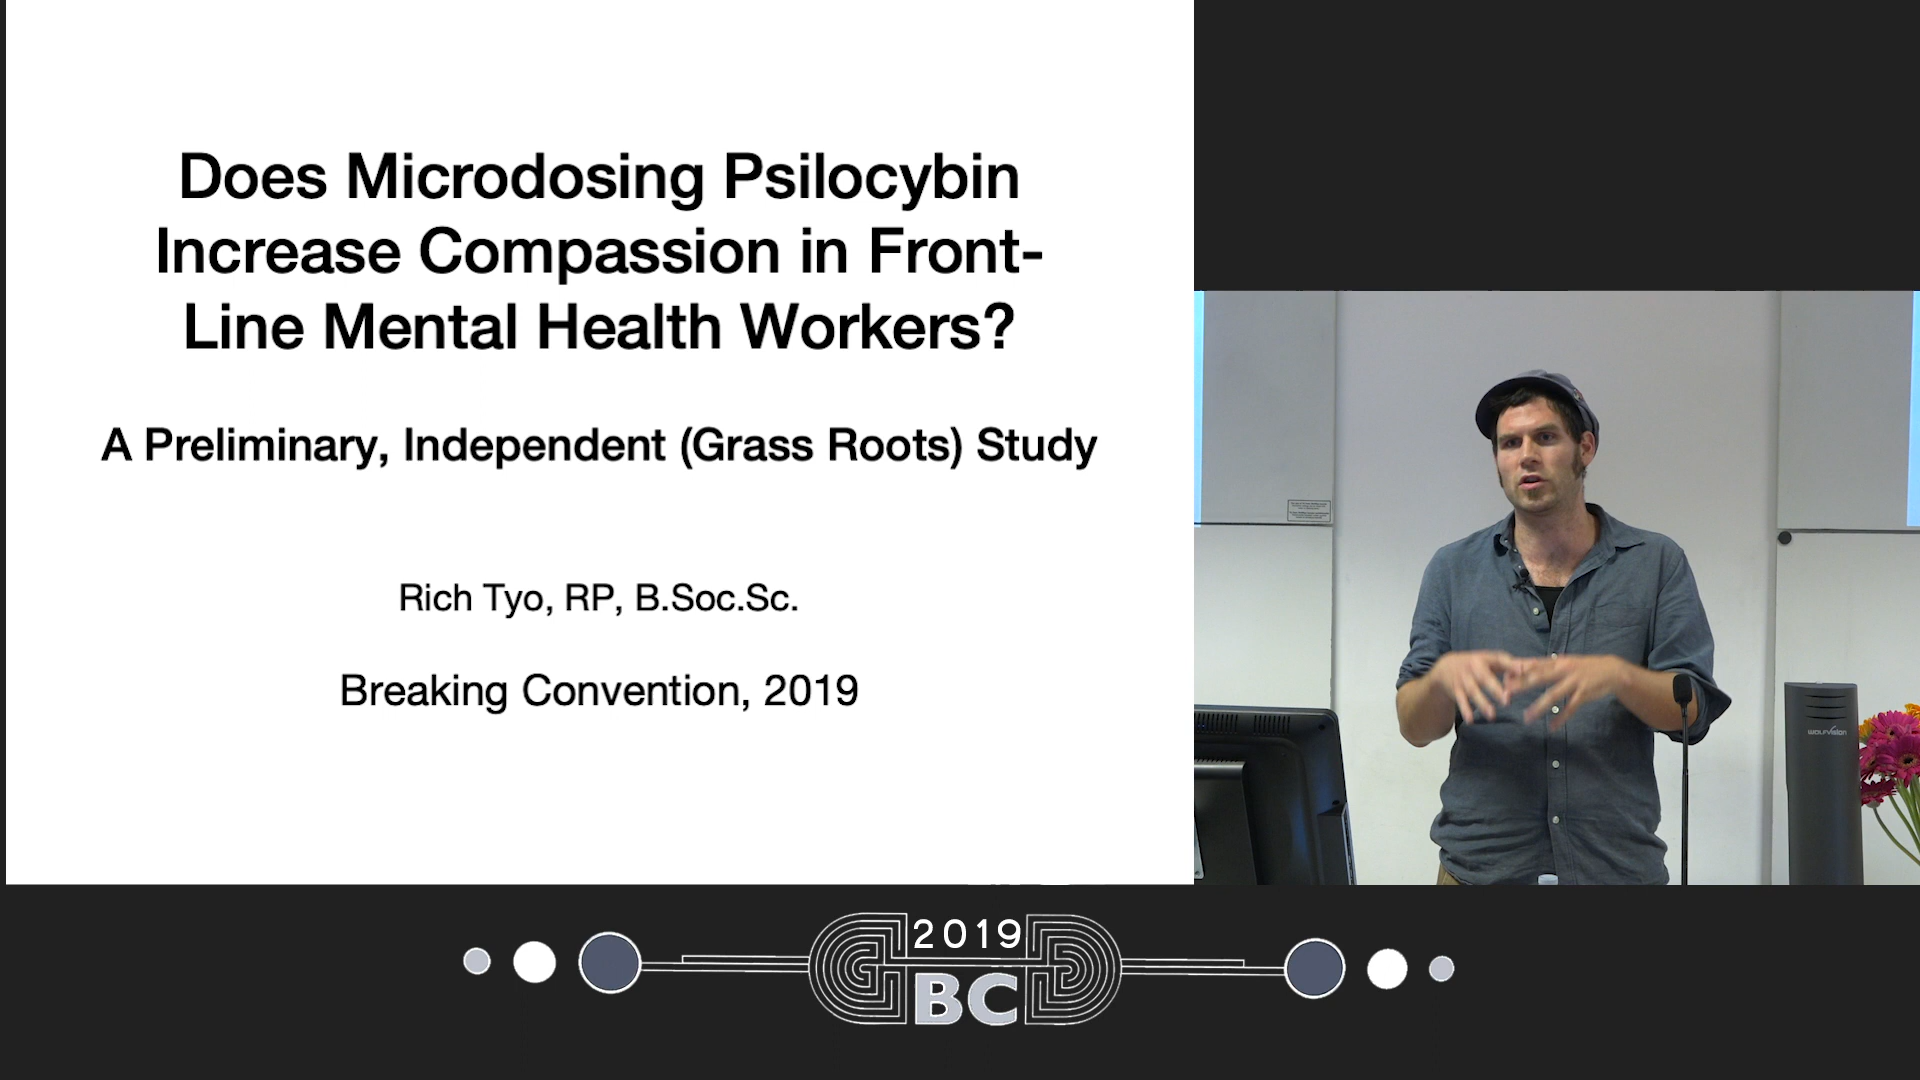 Does Microdosing Psilocybin
Increase Compassion in Front-
Line Mental Health Workers?
A Preliminary, Independent (Grass Roots) Study
Rich Tyo, RP, B.Soc.Sc.
Breaking Convention, 2019
wolfvision
2019
BC